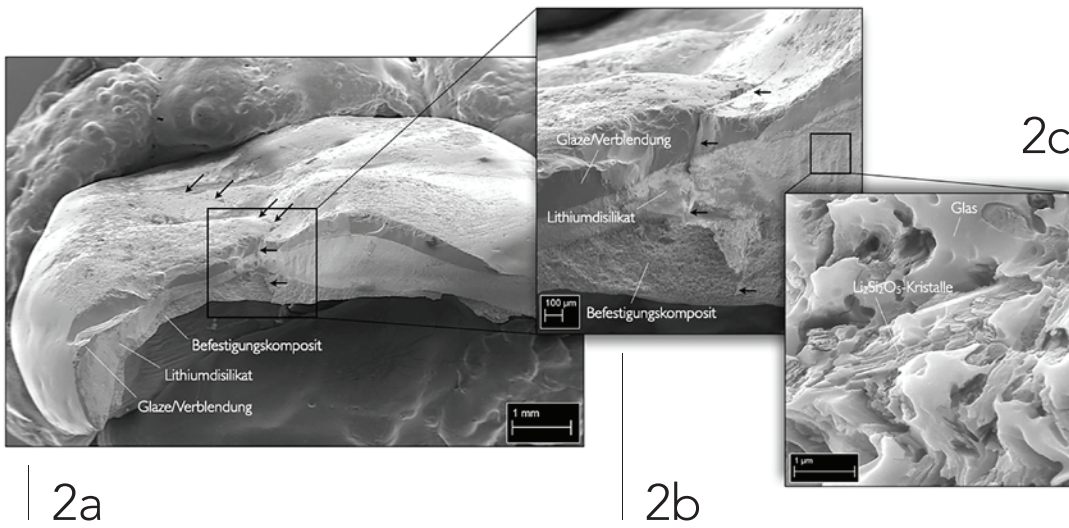 Befestigungskomposit
Lithiumdisilikat
Glaze/Verblendung
1 mm
2a
Glaze/Verblendung
Lithiumdisilikat
100 µm
Befestigungskomposit
2b
2c
Glas
Li₂Si₂O₅-Kristalle
1 µm